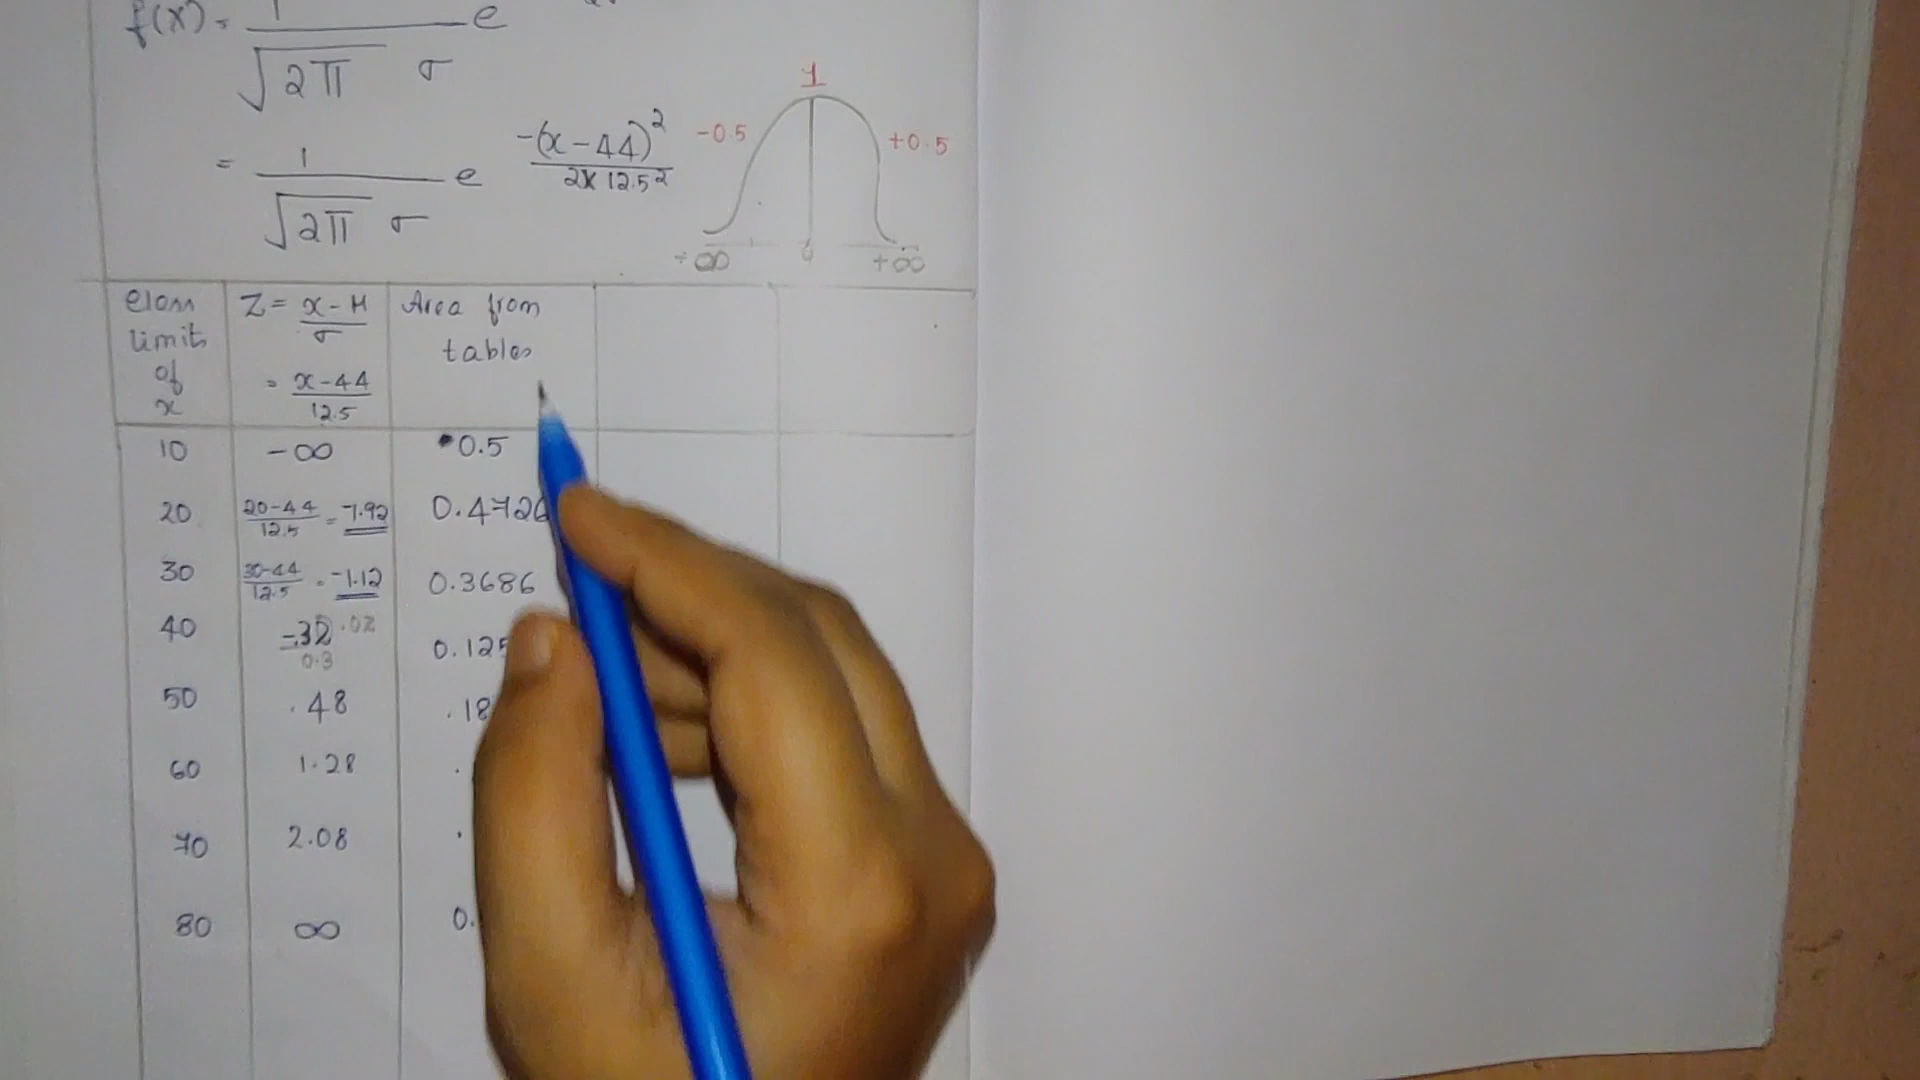 f(x) = 1 / √2π σ e
= 1 / √2π σ e -(x-44)² / 2×12.5²
1
-0.5
+0.5
-∞ 0 +∞
class limits of x
Z = x-μ / σ
= x-44 / 12.5
Area from tables
10 -∞ 0.5
20 20-44 / 12.5 = -1.92 0.4726
30 30-44 / 12.5 = -1.12 0.3686
40 -.32 .02 0.125
0.3
50 .48 .18
60 1.28 .
70 2.08 .
80 ∞ 0.